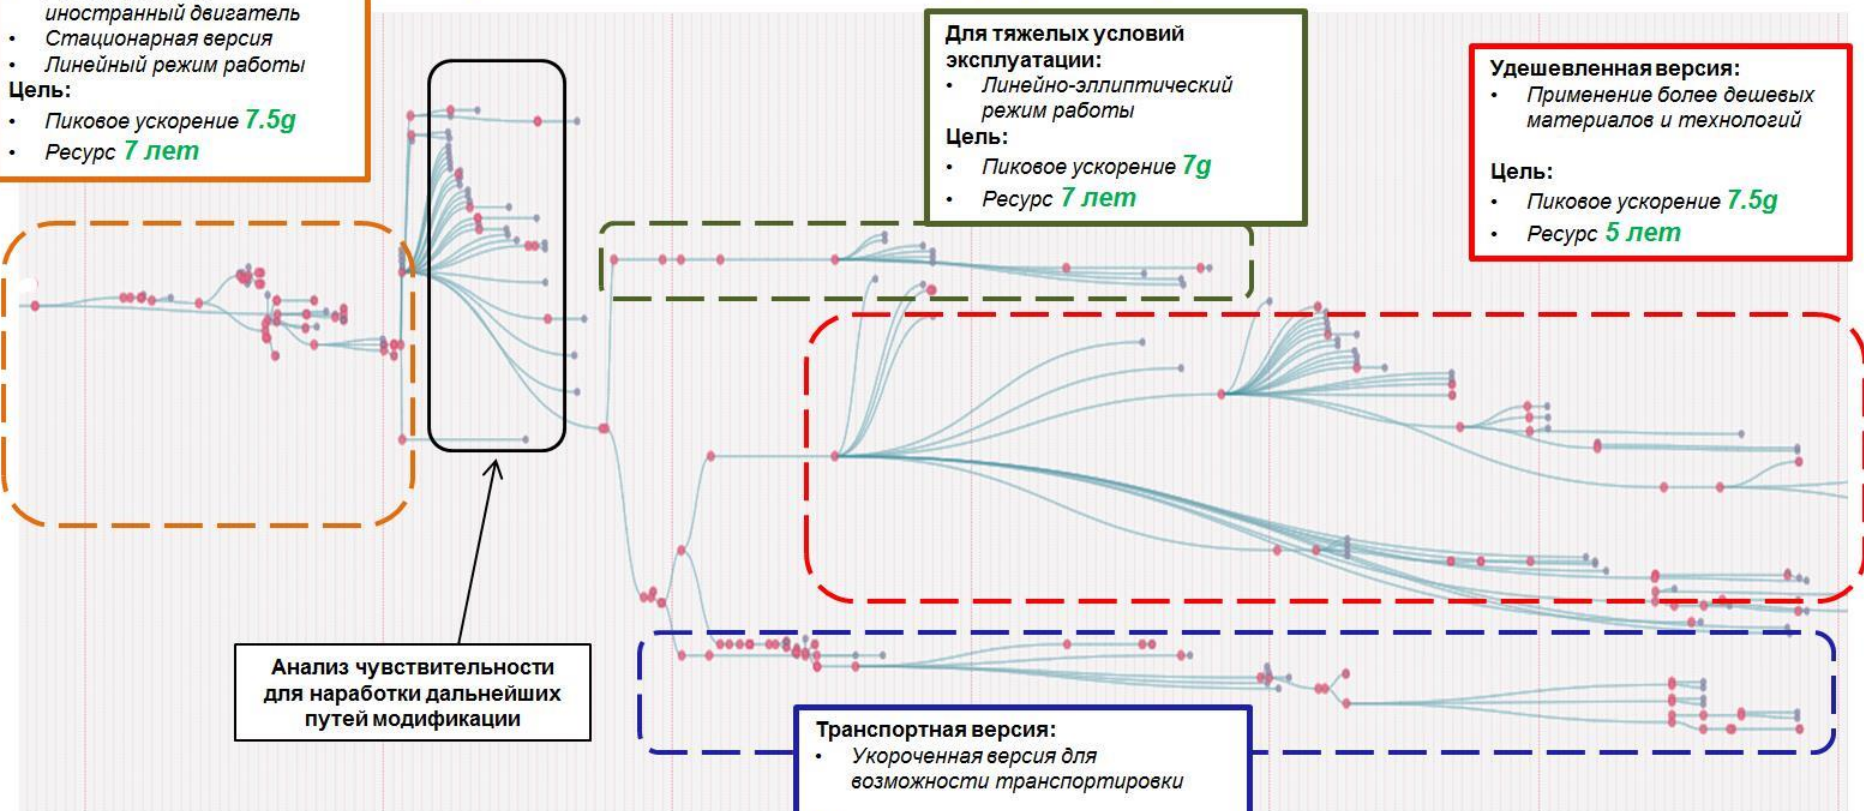 иностранный двигатель
• Стационарная версия
• Линейный режим работы
Цель:
• Пиковое ускорение 7.5g
• Ресурс 7 лет
Для тяжелых условий
эксплуатации:
• Линейно-эллиптический
режим работы
Цель:
• Пиковое ускорение 7g
• Ресурс 7 лет
Удешевленная версия:
• Применение более дешевых
материалов и технологий
Цель:
• Пиковое ускорение 7.5g
• Ресурс 5 лет
Анализ чувствительности
для наработки дальнейших
путей модификации
Транспортная версия:
• Укороченная версия для
возможности транспортировки